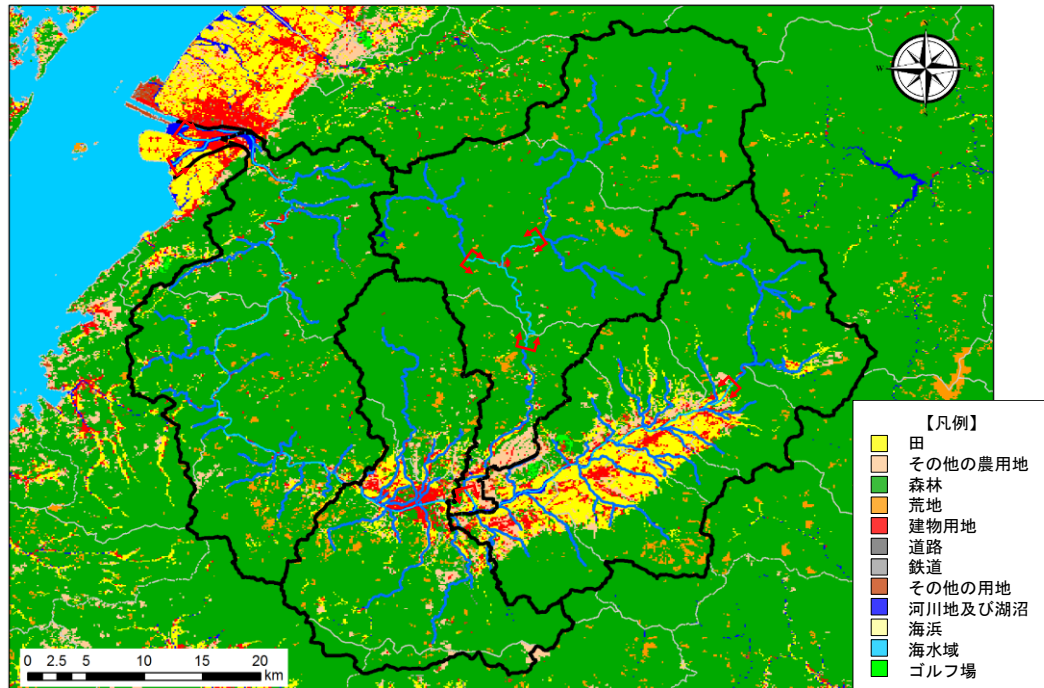 N
W
0 2.5 5 10 15 20
km
【凡例】
田
その他の農用地
森林
荒地
建物用地
道路
鉄道
その他の用地
河川地及び湖沼
海浜
海水域
ゴルフ場